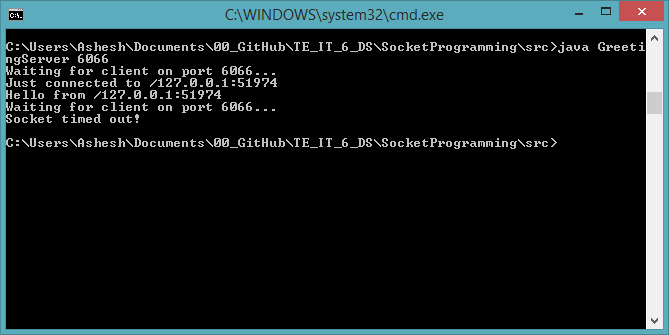 C:\WINDOWS\system32\cmd.exe
C:\Users\Ashesh\Documents\00_GitHub\TE_IT_6_DS\SocketProgramming\src>java Greeti
ngServer 6066
Waiting for client on port 6066...
Just connected to /127.0.0.1:51974
Hello from /127.0.0.1:51974
Waiting for client on port 6066...
Socket timed out!
C:\Users\Ashesh\Documents\00_GitHub\TE_IT_6_DS\SocketProgramming\src>